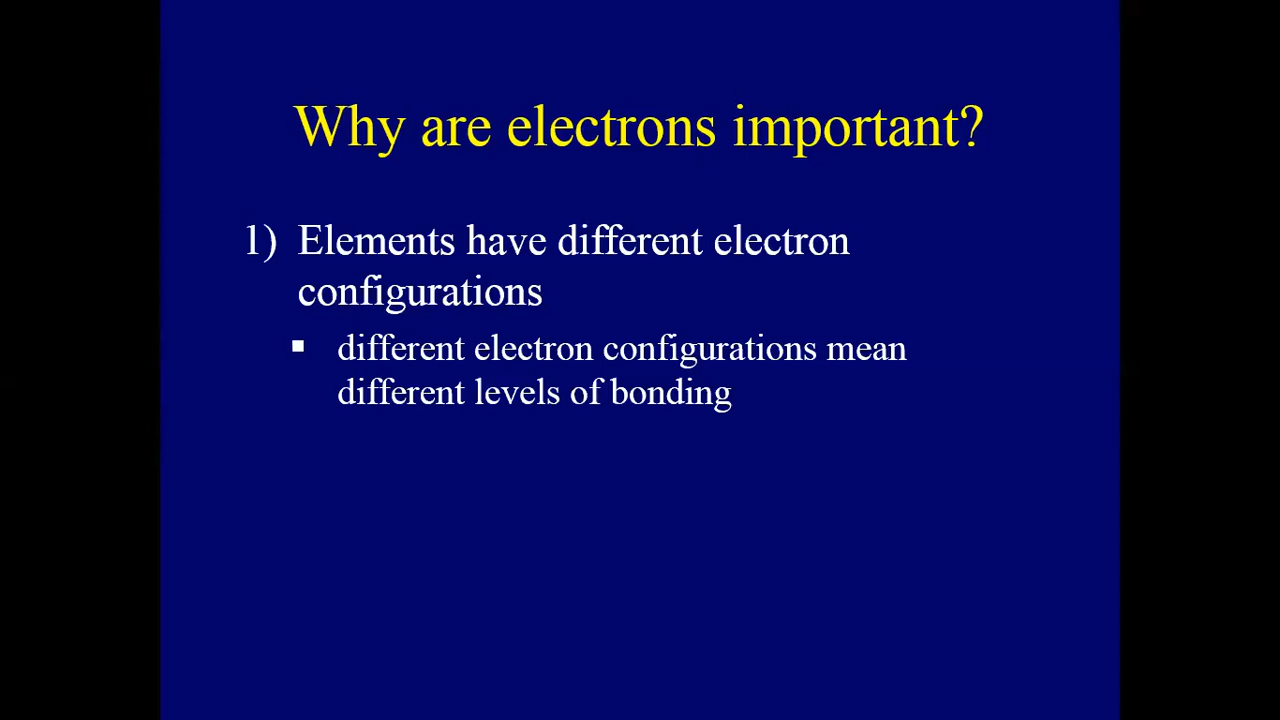 Why are electrons important?
1) Elements have different electron
configurations
▪ different electron configurations mean
different levels of bonding